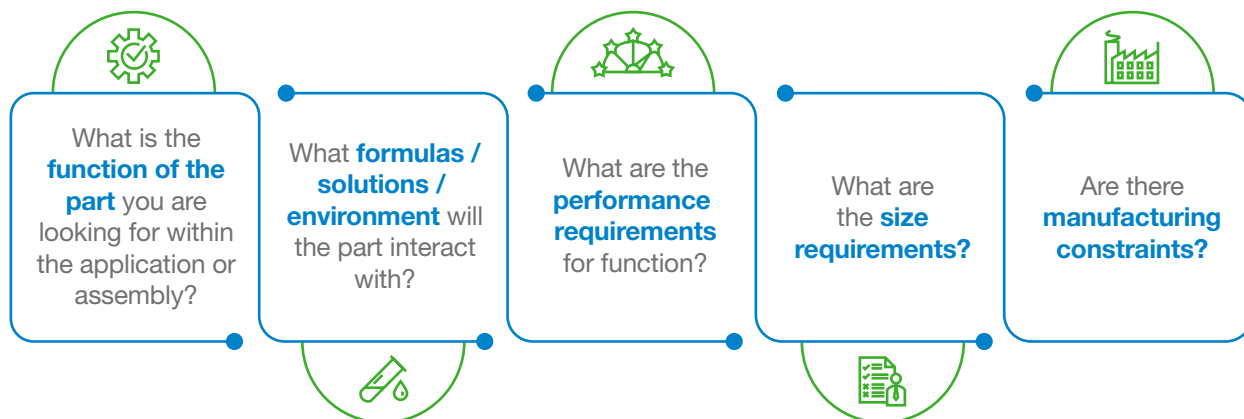 What is the
function of the
part you are
looking for within
the application or
assembly?
What formulas /
solutions /
environment will
the part interact
with?
What are the
performance
requirements
for function?
What are
the size
requirements?
Are there
manufacturing
constraints?